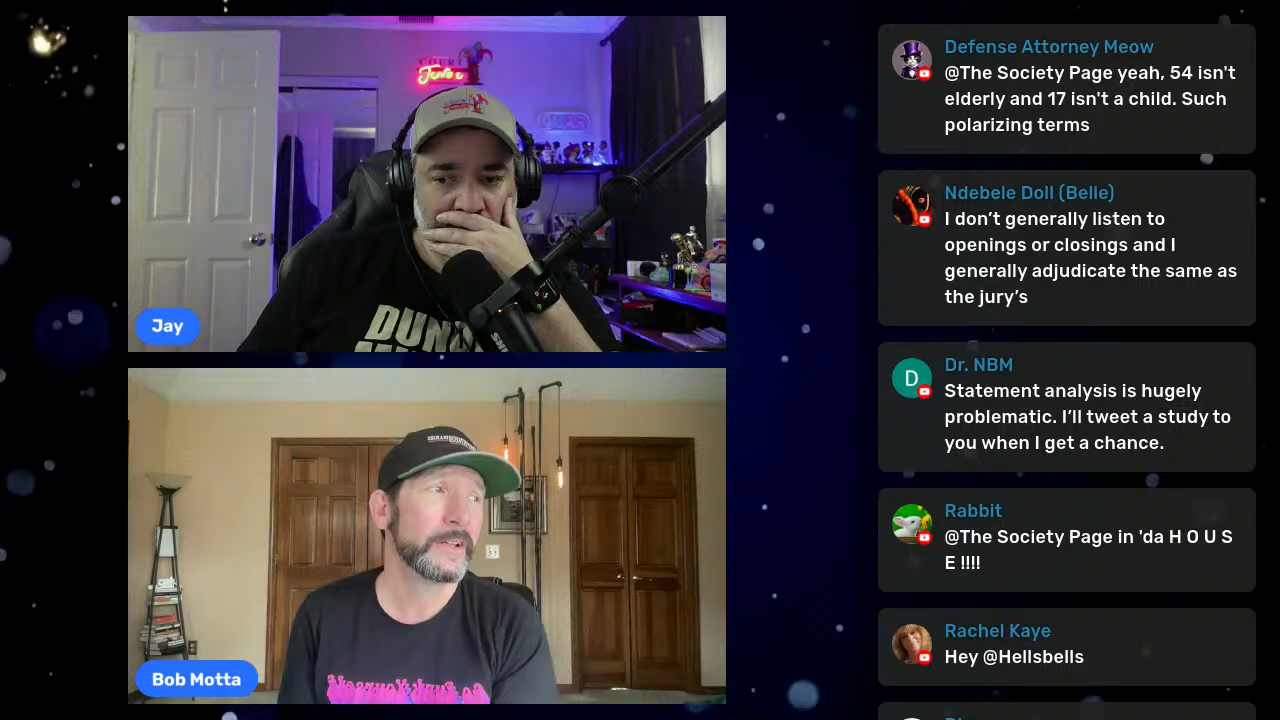 COURT
Jester
DUND
Jay
Bob Motta
Defense Attorney Meow
@The Society Page yeah, 54 isn't
elderly and 17 isn't a child. Such
polarizing terms
Ndebele Doll (Belle)
I don’t generally listen to
openings or closings and I
generally adjudicate the same as
the jury’s
D
Dr. NBM
Statement analysis is hugely
problematic. I’ll tweet a study to
you when I get a chance.
Rabbit
@The Society Page in 'da H O U S
E !!!!
Rachel Kaye
Hey @Hellsbells